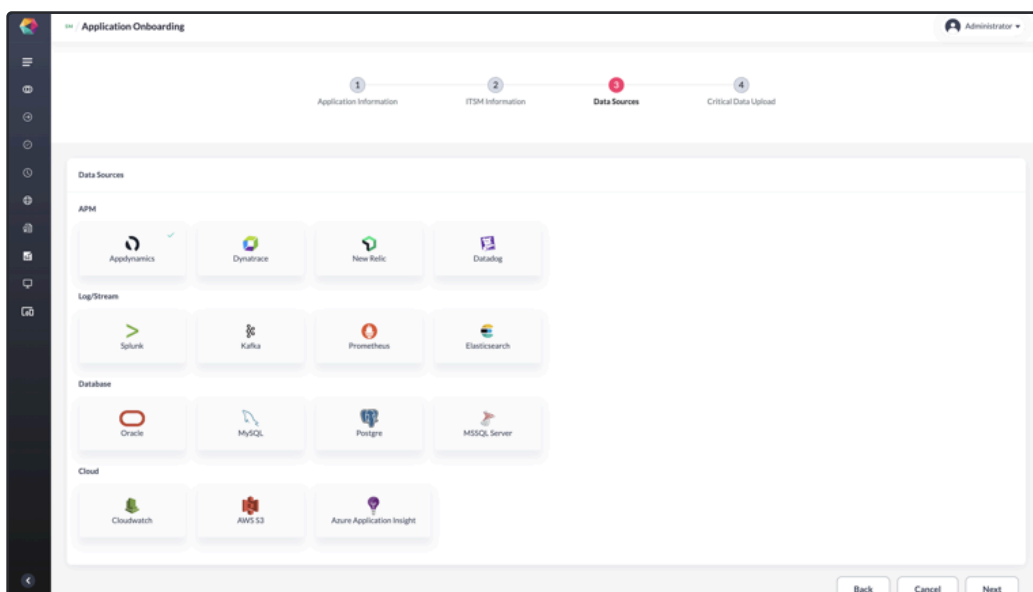 / Application Onboarding
Administrator
1
2
3
4
Application Information
ITSM Information
Data Sources
Critical Data Upload
Data Sources
APM
Appdynamics
Dynatrace
New Relic
Datadog
Log/Stream
Splunk
Kafka
Prometheus
Elasticsearch
Database
Oracle
MySQL
Postgre
MSSQL Server
Cloud
Cloudwatch
AWS S3
Azure Application Insight
Back
Cancel
Next